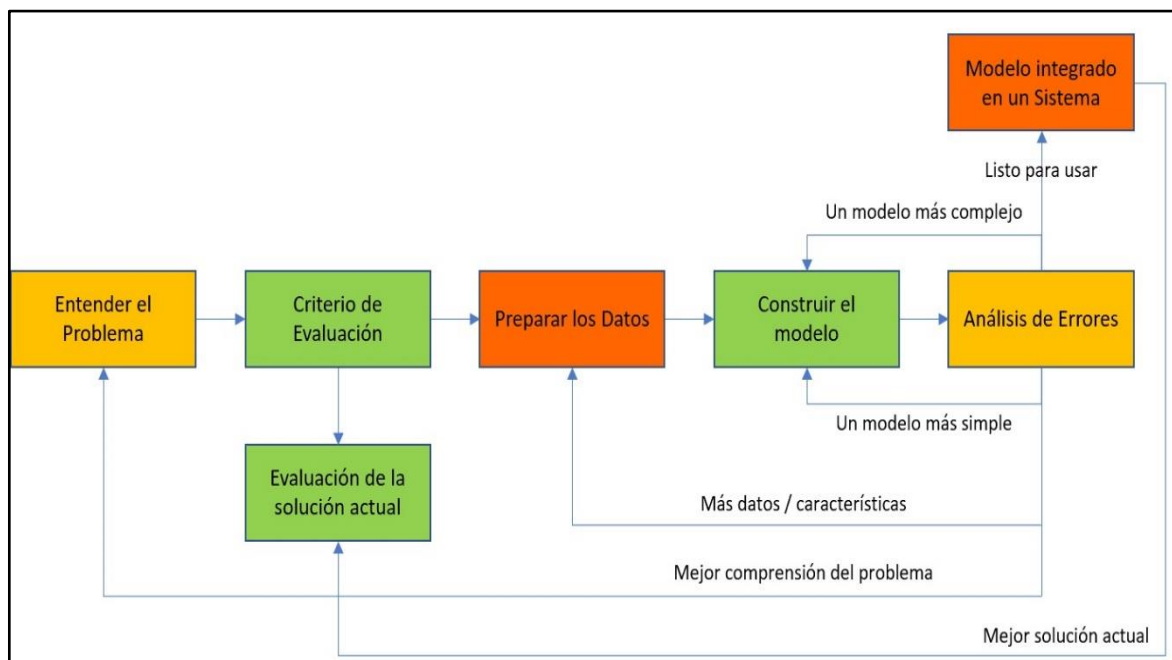 Modelo integrado
en un Sistema
Listo para usar
Un modelo más complejo
Entender el
Problema
Criterio de
Evaluación
Preparar los Datos
Construir el
modelo
Análisis de Errores
Un modelo más simple
Evaluación de la
solución actual
Más datos / características
Mejor comprensión del problema
Mejor solución actual